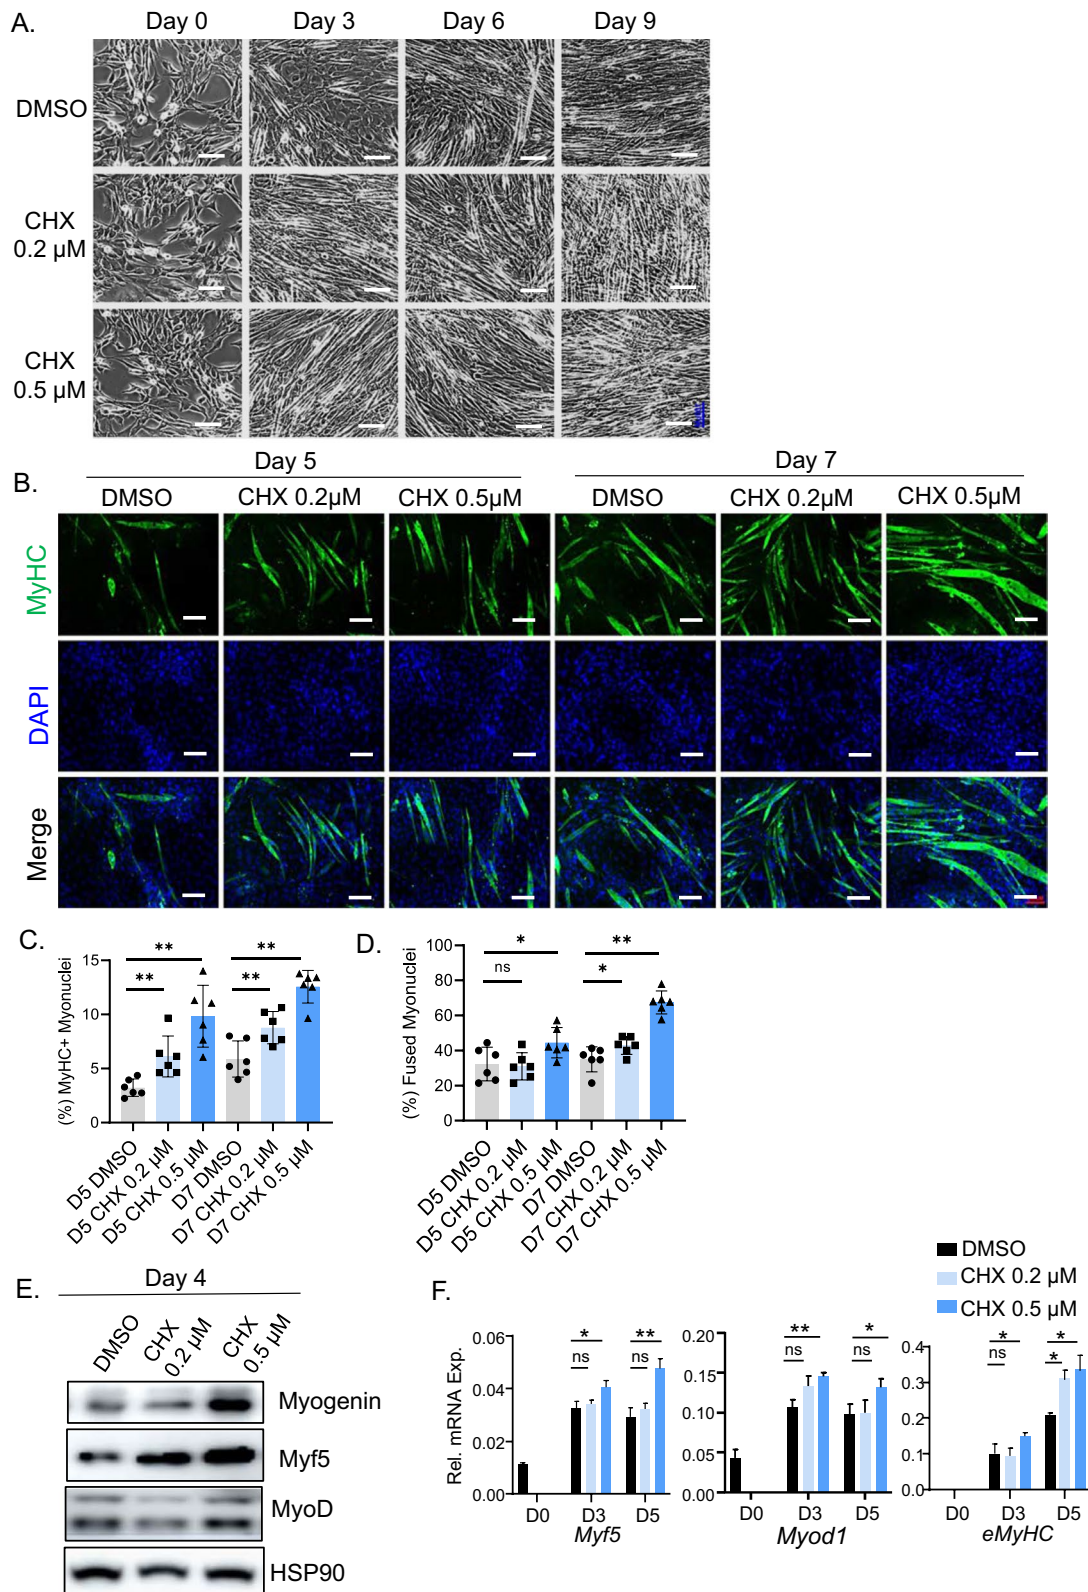 A.
Day 0 Day 3 Day 6 Day 9
DMSO
CHX
0.2 µM
CHX
0.5 µM
B.
Day 5 Day 7
DMSO CHX 0.2µM CHX 0.5µM DMSO CHX 0.2µM CHX 0.5µM
MyHC
DAPI
Merge
C.
(%) MyHC+ Myonuclei
15
10
5
0
** ** ** **
D5 DMSO
D5 CHX 0.2 µM
D5 CHX 0.5 µM
D7 DMSO
D7 CHX 0.2 µM
D7 CHX 0.5 µM
D.
(%) Fused Myonuclei
100
80
60
40
20
0
* ns ** *
D5 DMSO
D5 CHX 0.2 µM
D5 CHX 0.5 µM
D7 DMSO
D7 CHX 0.2 µM
D7 CHX 0.5 µM
E.
Day 4
DMSO
CHX
0.2 µM
CHX
0.5 µM
Myogenin
Myf5
MyoD
HSP90
F.
DMSO
CHX 0.2 µM
CHX 0.5 µM
Rel. mRNA Exp.
0.06
0.04
0.02
0.00
* ns ** ns
D0 D3 D5
Myf5
0.20
0.15
0.10
0.05
0.00
** ns * ns
D0 D3 D5
Myod1
0.4
0.3
0.2
0.1
0.0
* ns * *
D0 D3 D5
eMyHC